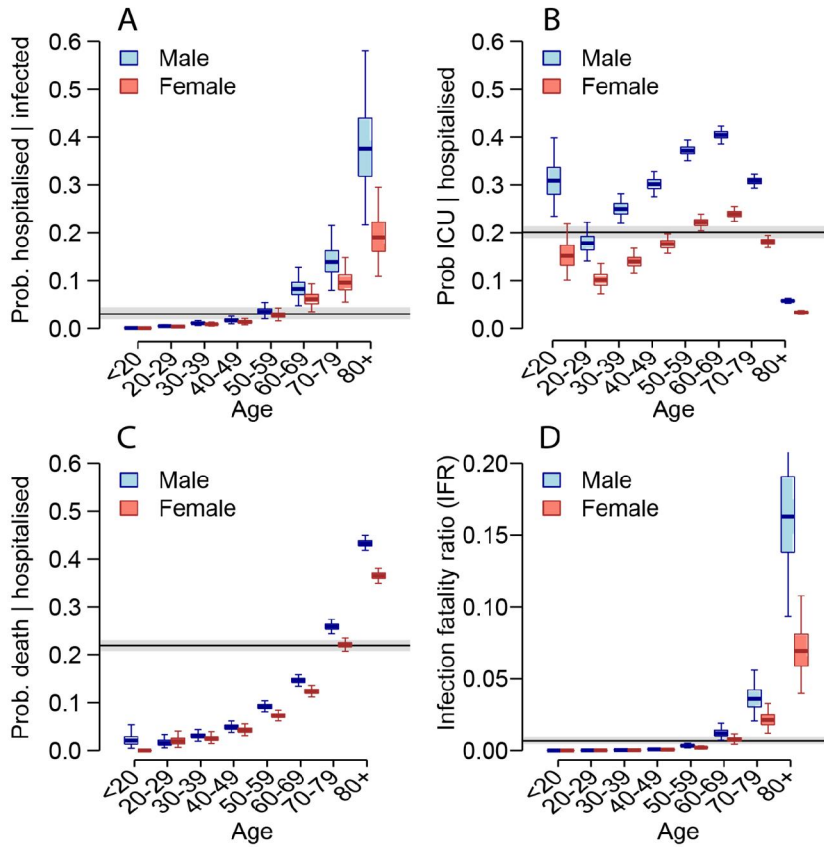 A
Prob. hospitalised | infected
0.6
0.5
0.4
0.3
0.2
0.1
0.0
Male
Female
<20
20-29
30-39
40-49
50-59
60-69
70-79
80+
Age
B
Prob ICU | hospitalised
0.6
0.5
0.4
0.3
0.2
0.1
0.0
Male
Female
<20
20-29
30-39
40-49
50-59
60-69
70-79
80+
Age
C
Prob. death | hospitalised
0.6
0.5
0.4
0.3
0.2
0.1
0.0
Male
Female
<20
20-29
30-39
40-49
50-59
60-69
70-79
80+
Age
D
Infection fatality ratio (IFR)
0.20
0.15
0.10
0.05
0.00
Male
Female
<20
20-29
30-39
40-49
50-59
60-69
70-79
80+
Age